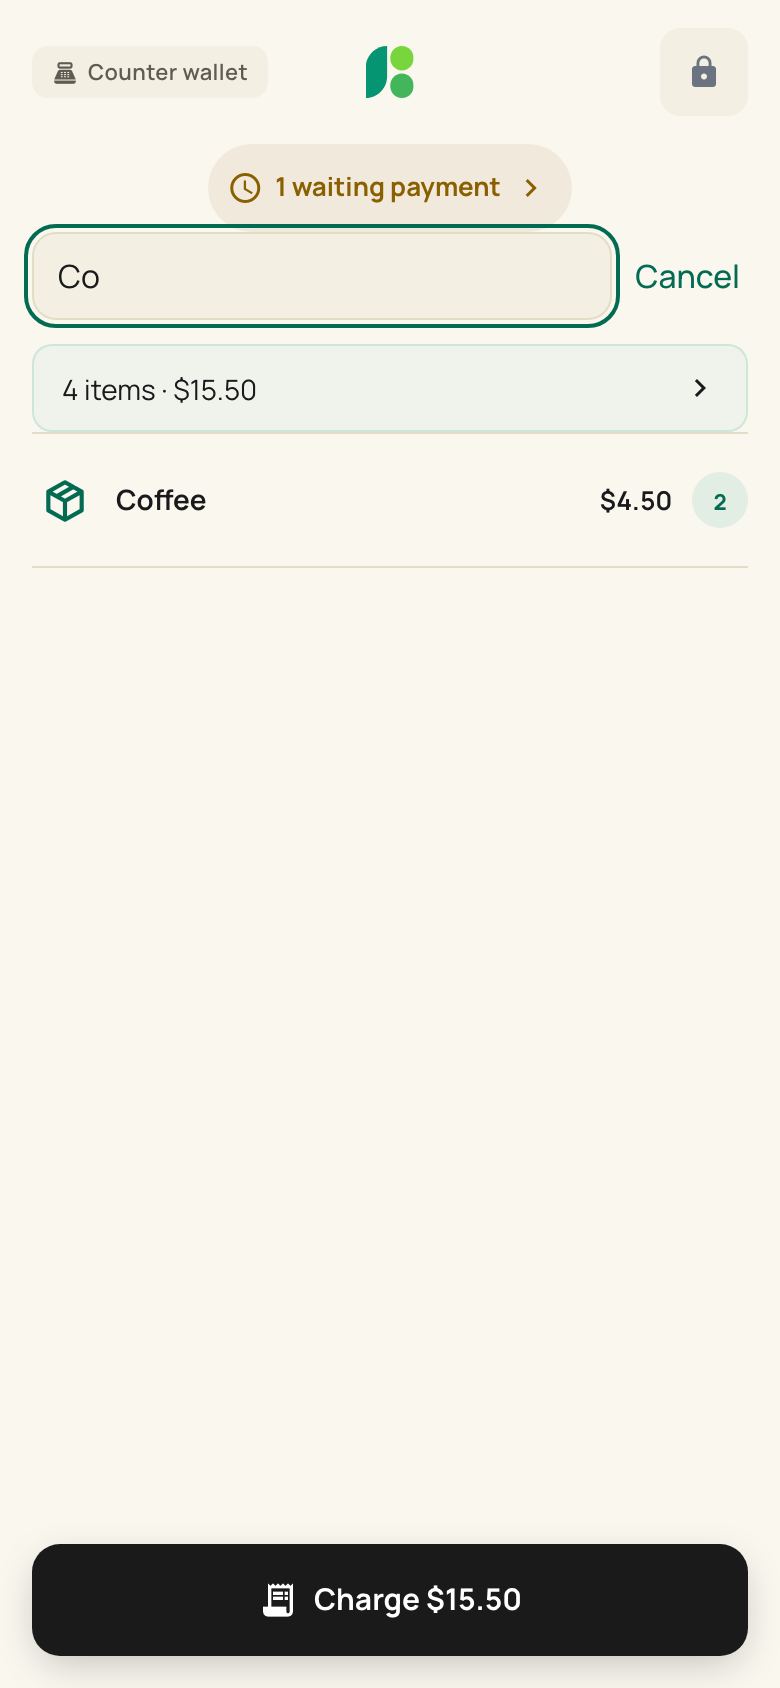 Counter wallet
1 waiting payment
Co
Cancel
4 items · $15.50
Coffee
$4.50
2
Charge $15.50